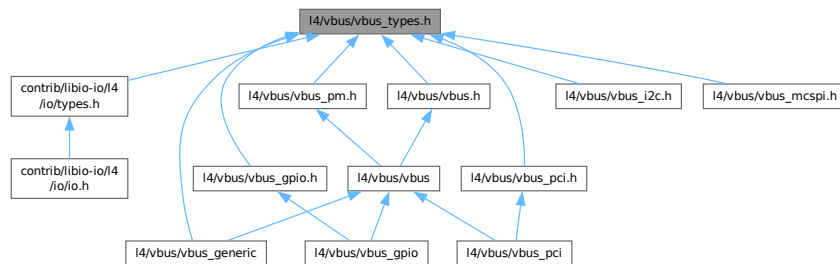 l4/vbus/vbus_types.h
contrib/libio-io/l4
/io/types.h
l4/vbus/vbus_pm.h
l4/vbus/vbus.h
l4/vbus/vbus_i2c.h
l4/vbus/vbus_mcspi.h
contrib/libio-io/l4
/io/io.h
l4/vbus/vbus_gpio.h
l4/vbus/vbus
l4/vbus/vbus_pci.h
l4/vbus/vbus_generic
l4/vbus/vbus_gpio
l4/vbus/vbus_pci